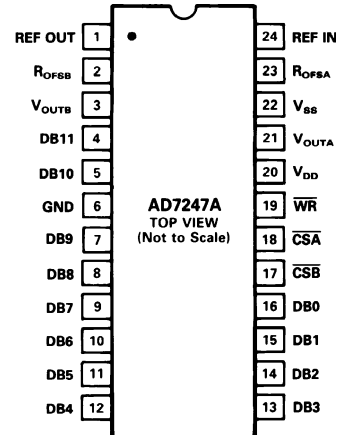 REF OUT 1 24 REF IN
ROFSB 2 23 ROFSA
VOUTB 3 22 VSS
DB11 4 21 VOUTA
DB10 5 20 VDD
GND 6 AD7247A 19 WR
TOP VIEW
DB9 7 (Not to Scale) 18 CSA
DB8 8 17 CSB
DB7 9 16 DB0
DB6 10 15 DB1
DB5 11 14 DB2
DB4 12 13 DB3